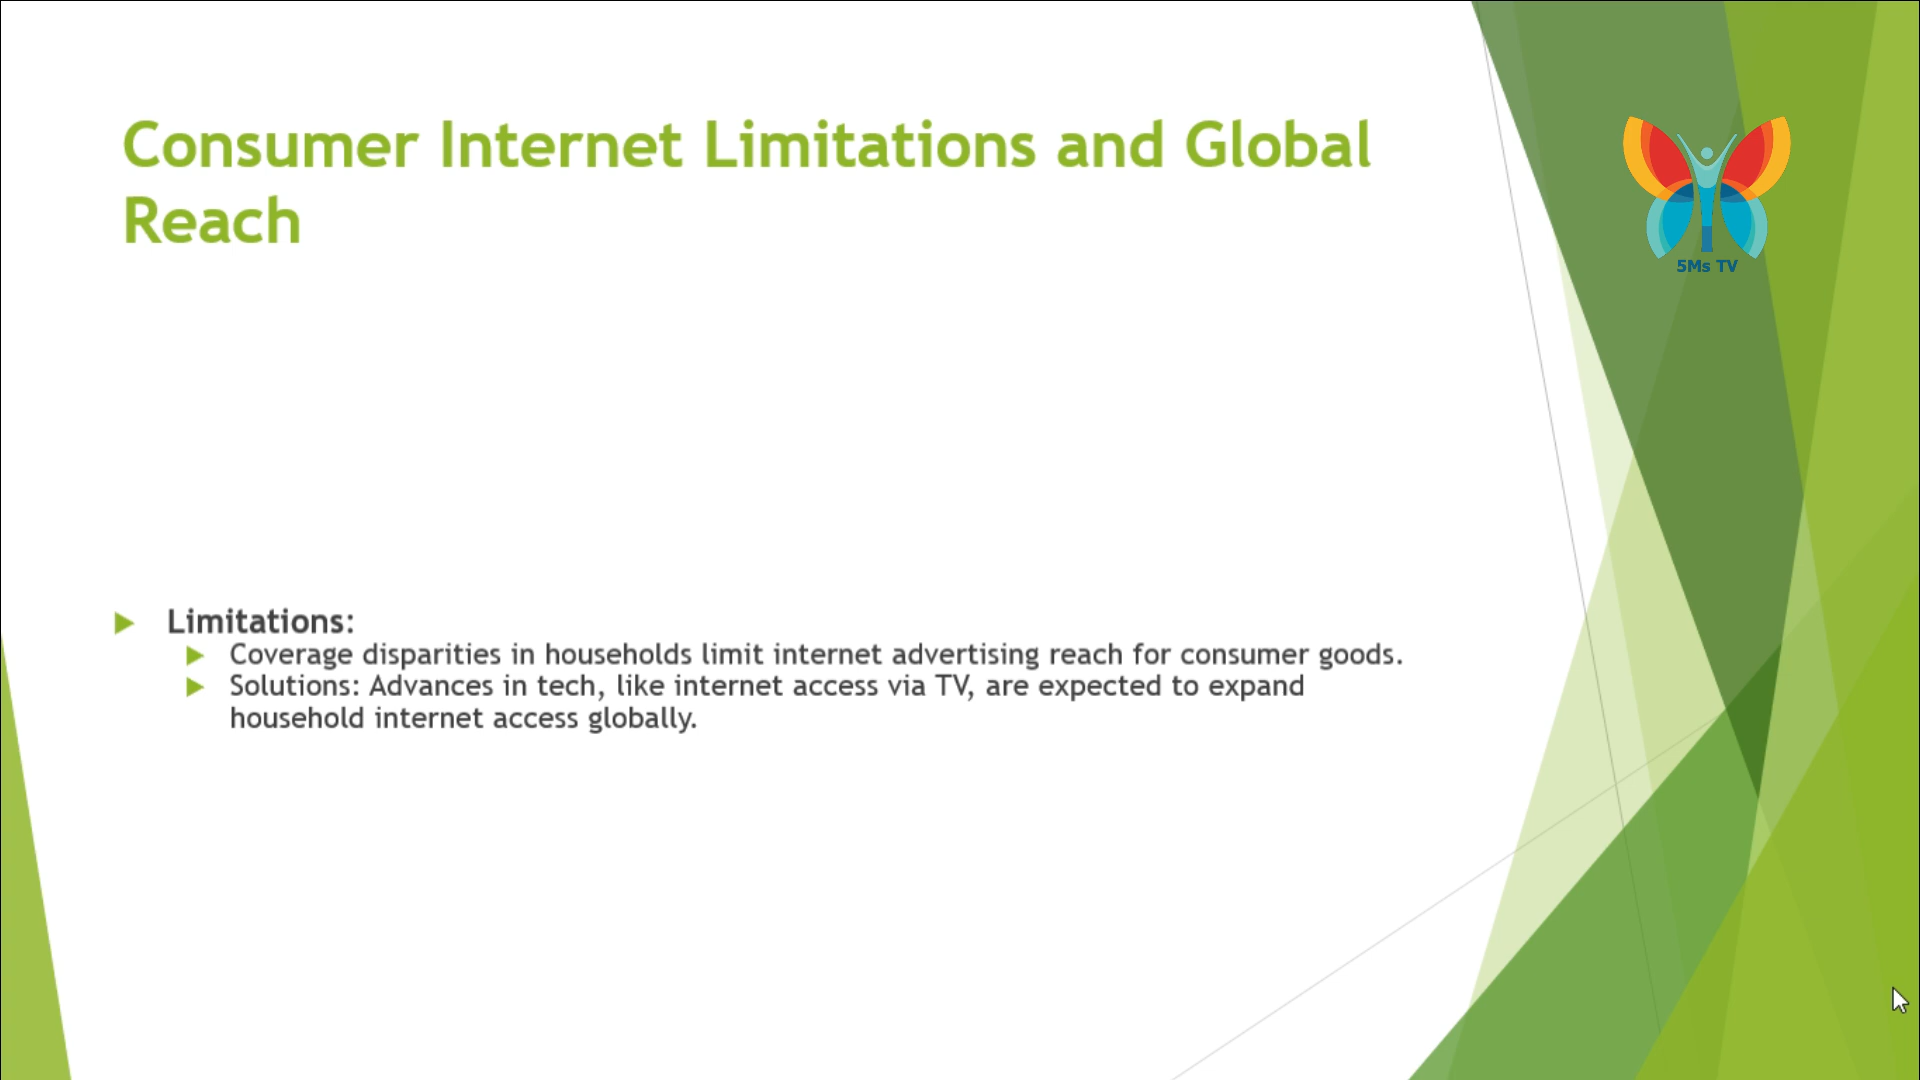 Consumer Internet Limitations and Global
Reach
5Ms TV
Limitations:
Coverage disparities in households limit internet advertising reach for consumer goods.
Solutions: Advances in tech, like internet access via TV, are expected to expand
household internet access globally.